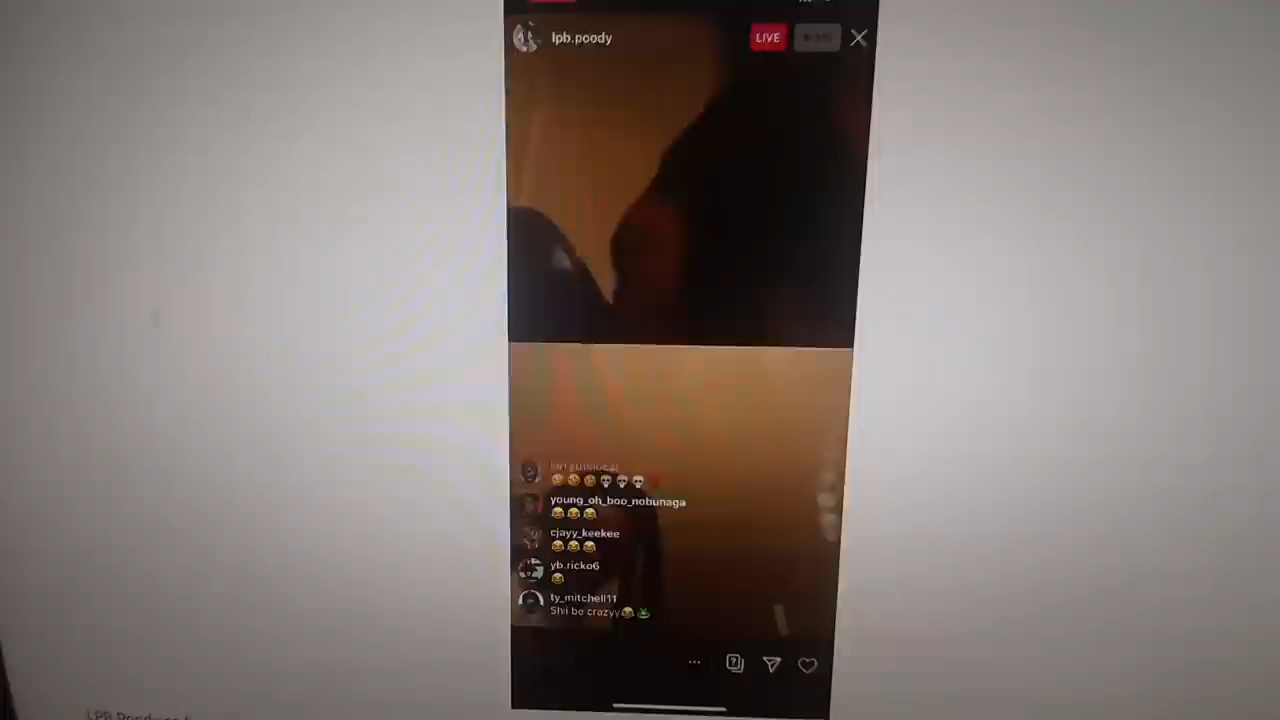 lpb.poody
LIVE
young_oh_boo_nobunaga
😂😂😂
cjayy_keekee
😂😂😂
yb.ricko6
😂
ty_mitchell11
Shii be crazyy😂